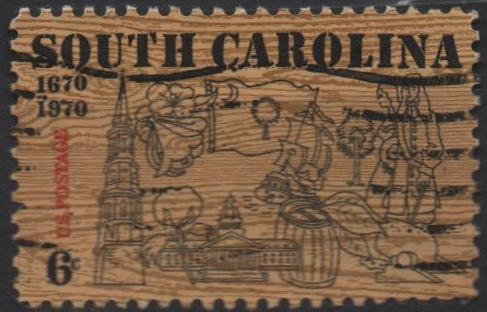 SOUTH CAROLINA
1670
1970
U.S. POSTAGE
6c